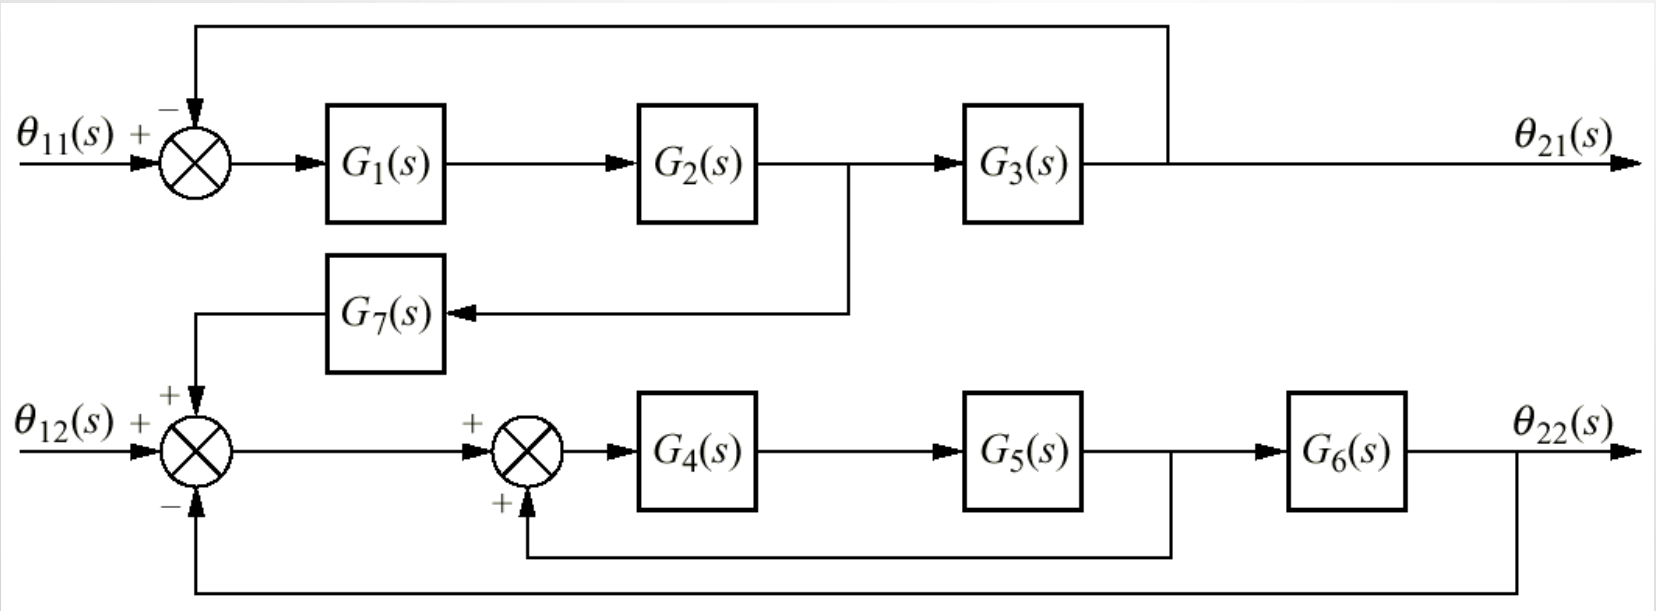 −
θ11(s) +
G1(s)
G2(s)
G3(s)
θ21(s)
G7(s)
+
θ12(s) +
+
G4(s)
G5(s)
G6(s)
θ22(s)
−
+